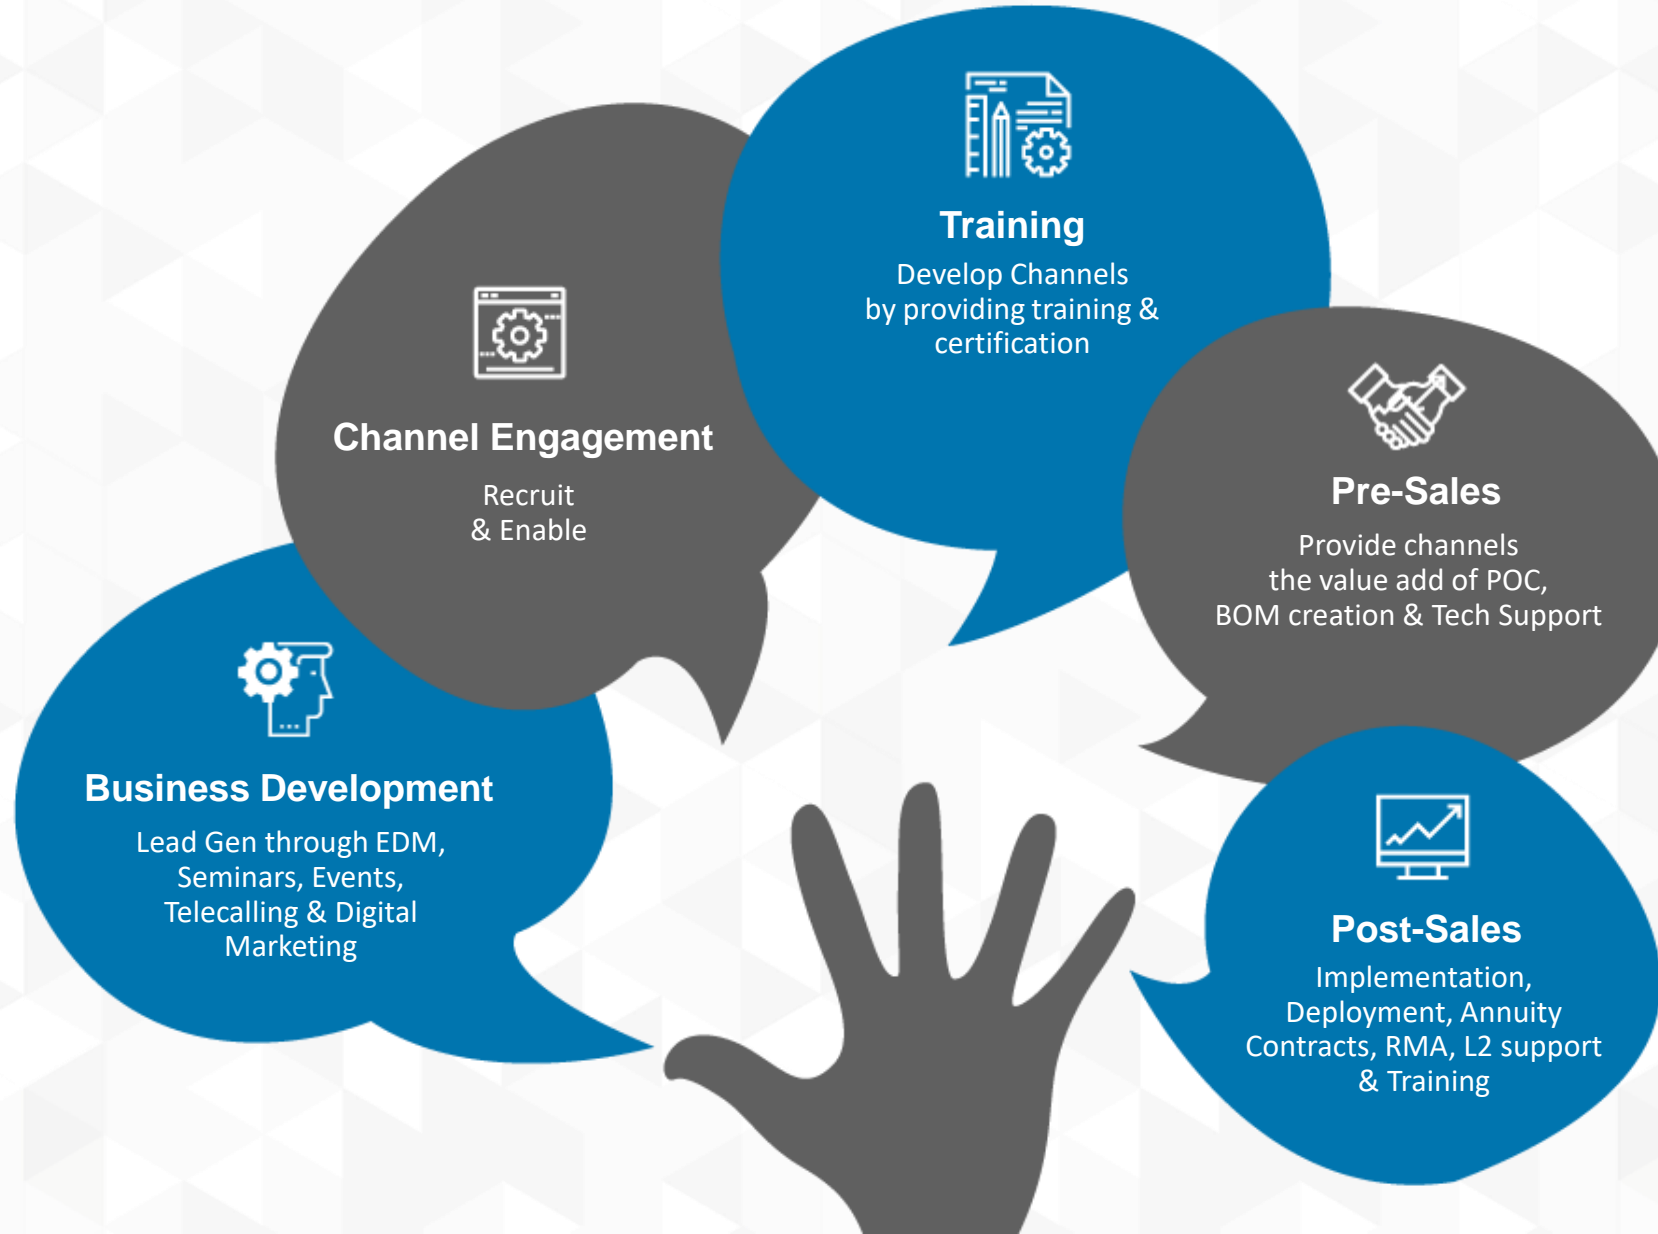 Training
Develop Channels
by providing training &
certification
Channel Engagement
Recruit
& Enable
Pre-Sales
Provide channels
the value add of POC,
BOM creation & Tech Support
Business Development
Lead Gen through EDM,
Seminars, Events,
Telecalling & Digital
Marketing
Post-Sales
Implementation,
Deployment, Annuity
Contracts, RMA, L2 support
& Training